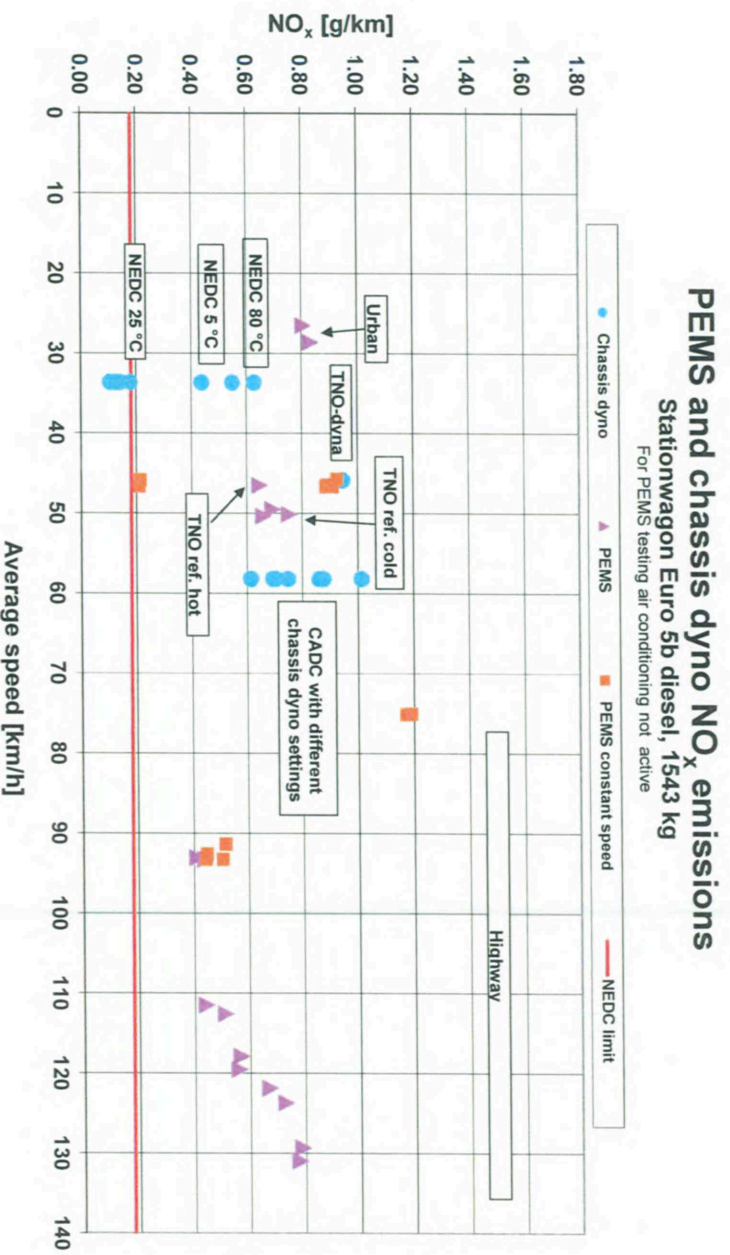 PEMS and chassis dyno NOx emissions
Stationwagon Euro 5b diesel, 1543 kg
For PEMS testing air conditioning not active
Chassis dyno
PEMS
PEMS constant speed
NEDC limit
NOx [g/km]
1.80
1.60
1.40
1.20
1.00
0.80
0.60
0.40
0.20
0.00
Highway
TNO ref. cold
Urban
TNO-dyna
CADC with different
chassis dyno settings
NEDC 80 °C
NEDC 5 °C
TNO ref. hot
NEDC 25 °C
0
10
20
30
40
50
60
70
80
90
100
110
120
130
140
Average speed [km/h]